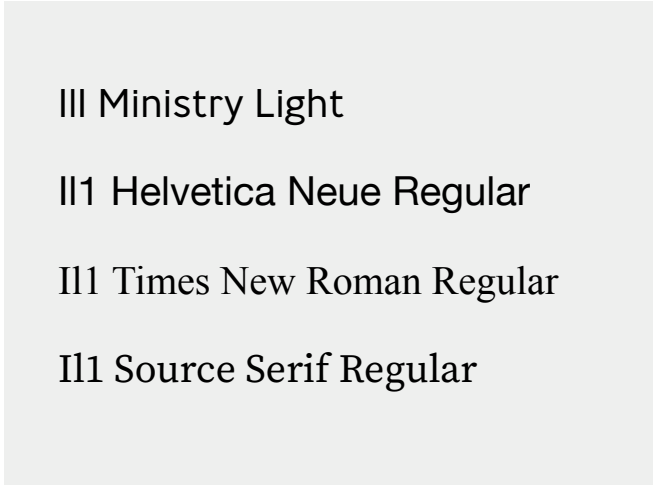 Ill Ministry Light
Il1 Helvetica Neue Regular
Il1 Times New Roman Regular
Il1 Source Serif Regular